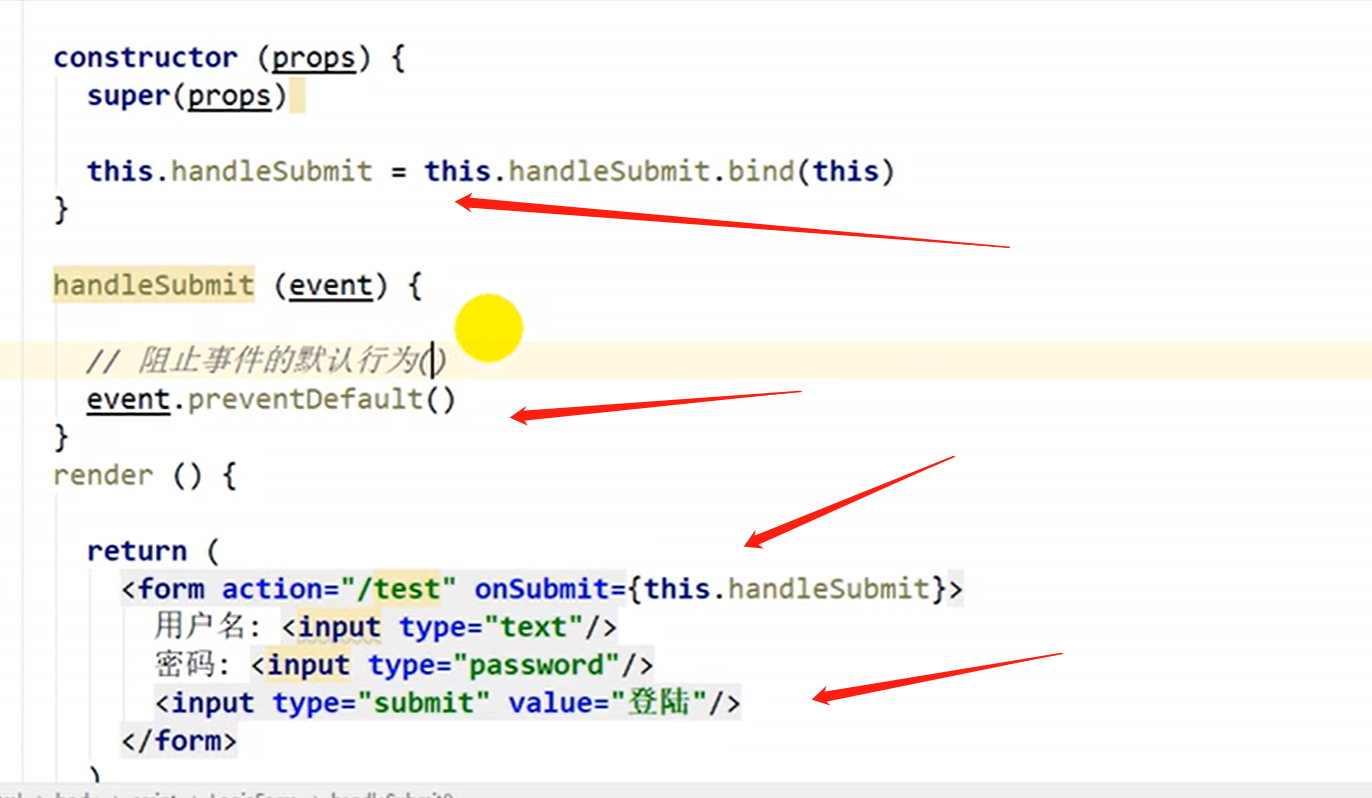 constructor (props) {
super(props)
this.handleSubmit = this.handleSubmit.bind(this)
}
handleSubmit (event) {
// 阻止事件的默认行为()
event.preventDefault()
}
render () {
return (
<form action="/test" onSubmit={this.handleSubmit}>
用户名: <input type="text"/>
密码: <input type="password"/>
<input type="submit" value="登陆"/>
</form>
)